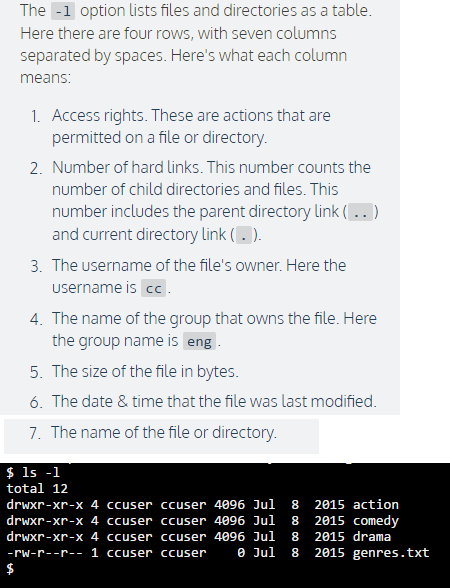 The -l option lists files and directories as a table.
Here there are four rows, with seven columns
separated by spaces. Here's what each column
means:
1. Access rights. These are actions that are
permitted on a file or directory.
2. Number of hard links. This number counts the
number of child directories and files. This
number includes the parent directory link ( .. )
and current directory link ( . ).
3. The username of the file's owner. Here the
username is cc .
4. The name of the group that owns the file. Here
the group name is eng .
5. The size of the file in bytes.
6. The date & time that the file was last modified.
7. The name of the file or directory.
$ ls -l
total 12
drwxr-xr-x 4 ccuser ccuser 4096 Jul  8  2015 action
drwxr-xr-x 4 ccuser ccuser 4096 Jul  8  2015 comedy
drwxr-xr-x 4 ccuser ccuser 4096 Jul  8  2015 drama
-rw-r--r-- 1 ccuser ccuser    0 Jul  8  2015 genres.txt
$